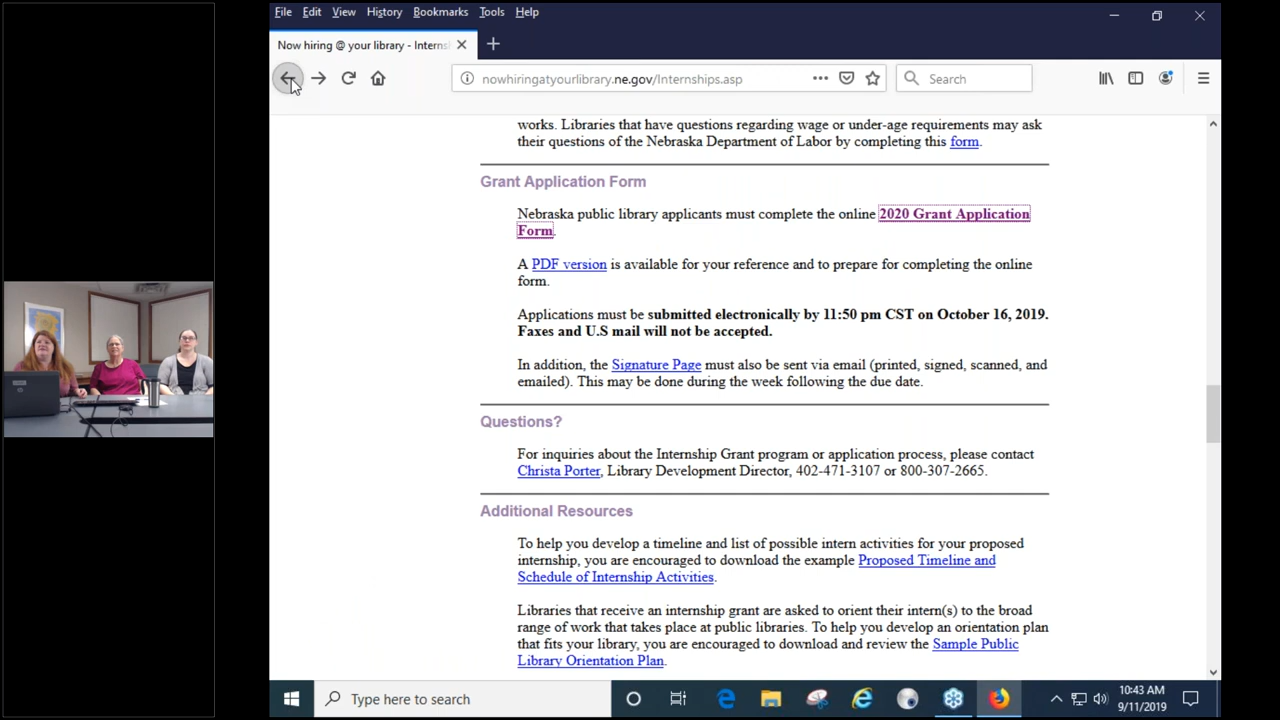 File Edit View History Bookmarks Tools Help
Now hiring @ your library - Interns
nowhiringatyourlibrary.ne.gov/Internships.asp
Search
works. Libraries that have questions regarding wage or under-age requirements may ask
their questions of the Nebraska Department of Labor by completing this form.
Grant Application Form
Nebraska public library applicants must complete the online 2020 Grant Application
Form.
A PDF version is available for your reference and to prepare for completing the online
form.
Applications must be submitted electronically by 11:50 pm CST on October 16, 2019.
Faxes and U.S mail will not be accepted.
In addition, the Signature Page must also be sent via email (printed, signed, scanned, and
emailed). This may be done during the week following the due date.
Questions?
For inquiries about the Internship Grant program or application process, please contact
Christa Porter, Library Development Director, 402-471-3107 or 800-307-2665.
Additional Resources
To help you develop a timeline and list of possible intern activities for your proposed
internship, you are encouraged to download the example Proposed Timeline and
Schedule of Internship Activities.
Libraries that receive an internship grant are asked to orient their intern(s) to the broad
range of work that takes place at public libraries. To help you develop an orientation plan
that fits your library, you are encouraged to download and review the Sample Public
Library Orientation Plan.
Type here to search
10:43 AM
9/11/2019